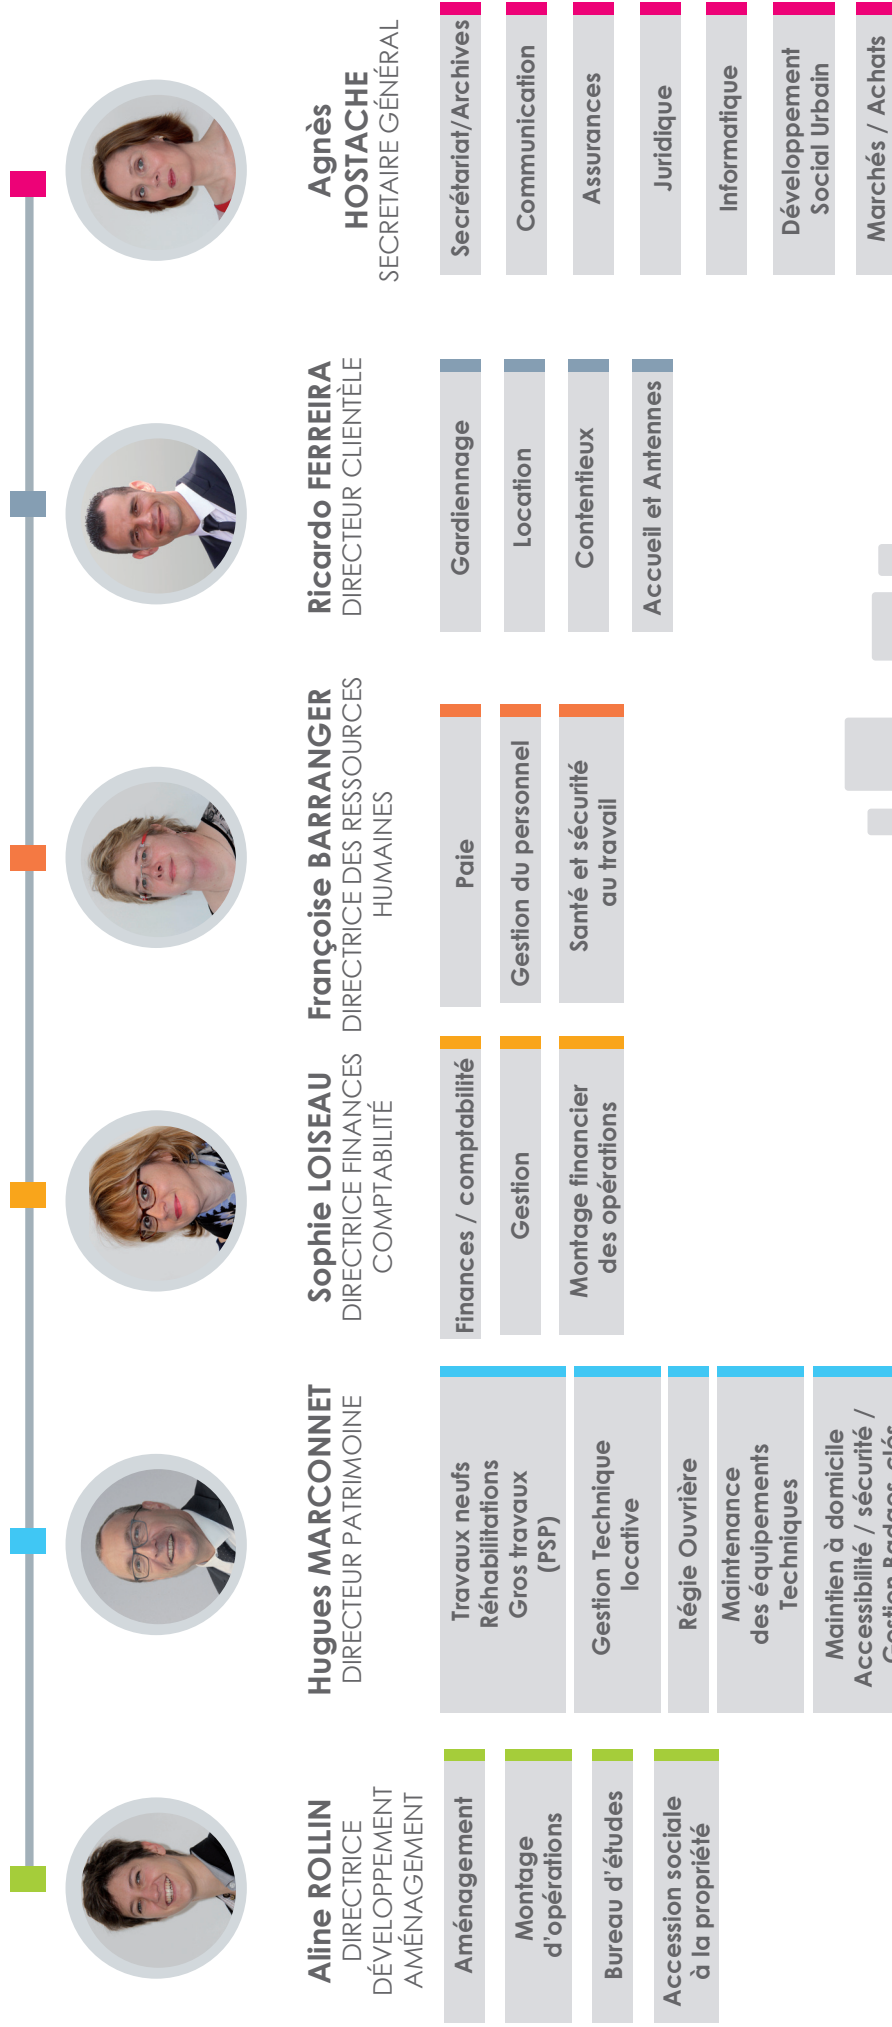 Aline ROLLIN
DIRECTRICE
DÉVELOPPEMENT
AMÉNAGEMENT
Aménagement
Montage
d'opérations
Bureau d'études
Accession sociale
à la propriété
Hugues MARCONNET
DIRECTEUR PATRIMOINE
Travaux neufs
Réhabilitations
Gros travaux
(PSP)
Gestion Technique
locative
Régie Ouvrière
Maintenance
des équipements
Techniques
Maintien à domicile
Accessibilité / sécurité /
Gestion Badges, clés
Sophie LOISEAU
DIRECTRICE FINANCES
COMPTABILITÉ
Finances / comptabilité
Gestion
Montage financier
des opérations
Françoise BARRANGER
DIRECTRICE DES RESSOURCES
HUMAINES
Paie
Gestion du personnel
Santé et sécurité
au travail
Ricardo FERREIRA
DIRECTEUR CLIENTÈLE
Gardiennage
Location
Contentieux
Accueil et Antennes
Agnès
HOSTACHE
SECRETAIRE GÉNÉRAL
Secrétariat/Archives
Communication
Assurances
Juridique
Informatique
Développement
Social Urbain
Marchés / Achats